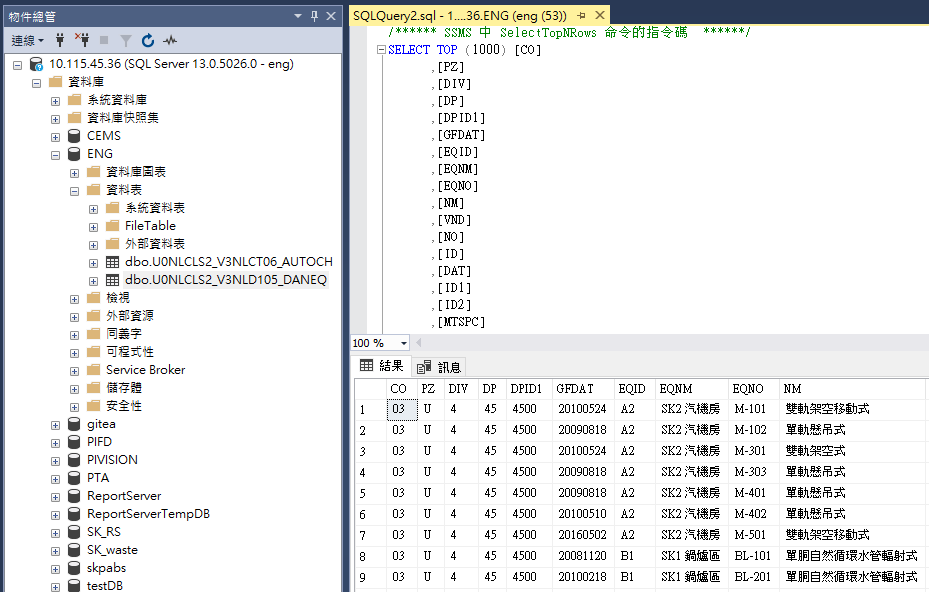 物件總管
連線
10.115.45.36 (SQL Server 13.0.5026.0 - eng)
資料庫
系統資料庫
資料庫快照集
CEMS
ENG
資料庫圖表
資料表
系統資料表
FileTable
外部資料表
dbo.U0NLCLS2_V3NLCT06_AUTOCH
dbo.U0NLCLS2_V3NLD105_DANEQ
檢視
外部資源
同義字
可程式性
Service Broker
儲存體
安全性
gitea
PIFD
PIVISION
PTA
ReportServer
ReportServerTempDB
SK_RS
SK_waste
skpabs
testDB
SQLQuery2.sql - 1....36.ENG (eng (53))
/****** SSMS 中 SelectTopNRows 命令的指令碼 ******/
SELECT TOP (1000) [CO]
,[PZ]
,[DIV]
,[DP]
,[DPID1]
,[GFDAT]
,[EQID]
,[EQNM]
,[EQNO]
,[NM]
,[VND]
,[NO]
,[ID]
,[DAT]
,[ID1]
,[ID2]
,[MTSPC]
100 %
結果 訊息
CO PZ DIV DP DPID1 GFDAT EQID EQNM EQNO NM
1 03 U 4 45 4500 20100524 A2 SK2 汽機房 M-101 雙軌架空移動式
2 03 U 4 45 4500 20090818 A2 SK2 汽機房 M-102 單軌懸吊式
3 03 U 4 45 4500 20100524 A2 SK2 汽機房 M-301 雙軌架空式
4 03 U 4 45 4500 20090818 A2 SK2 汽機房 M-303 單軌懸吊式
5 03 U 4 45 4500 20090818 A2 SK2 汽機房 M-401 單軌懸吊式
6 03 U 4 45 4500 20100510 A2 SK2 汽機房 M-402 單軌懸吊式
7 03 U 4 45 4500 20160502 A2 SK2 汽機房 M-501 雙軌架空移動式
8 03 U 4 45 4500 20081120 B1 SK1 鍋爐區 BL-101 單胴自然循環水管輻射式
9 03 U 4 45 4500 20100218 B1 SK1 鍋爐區 BL-201 單胴自然循環水管輻射式